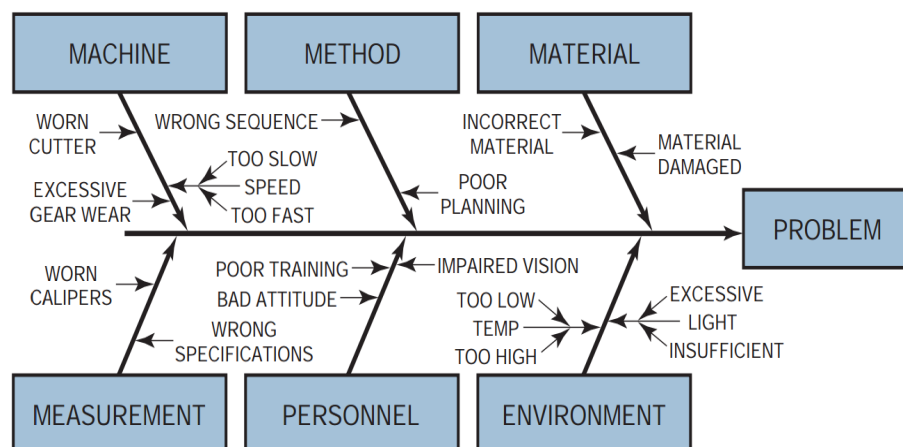 MACHINE
METHOD
MATERIAL
WORN
CUTTER
EXCESSIVE
GEAR WEAR
TOO SLOW
SPEED
TOO FAST
WRONG SEQUENCE
POOR
PLANNING
INCORRECT
MATERIAL
MATERIAL
DAMAGED
PROBLEM
WORN
CALIPERS
WRONG
SPECIFICATIONS
POOR TRAINING
BAD ATTITUDE
IMPAIRED VISION
TOO LOW
TEMP
TOO HIGH
EXCESSIVE
LIGHT
INSUFFICIENT
MEASUREMENT
PERSONNEL
ENVIRONMENT